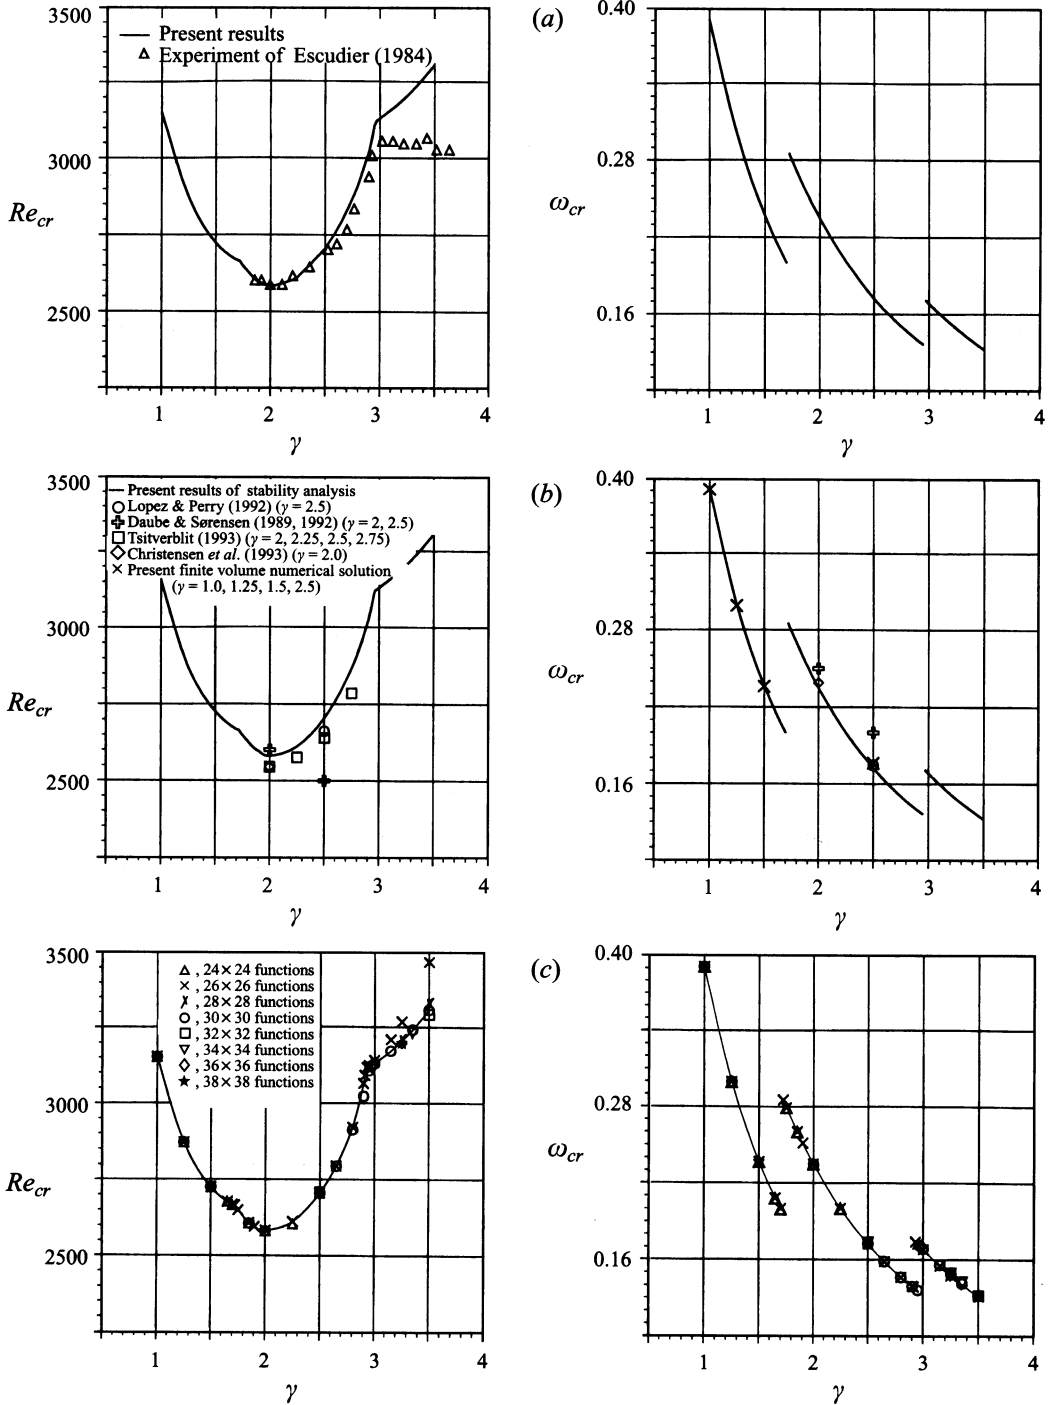 3500
— Present results
△ Experiment of Escudier (1984)
3000
Re_cr
2500
1 2 3 4
γ
(a)
0.40
0.28
ω_cr
0.16
1 2 3 4
γ
3500
— Present results of stability analysis
○ Lopez & Perry (1992) (γ = 2.5)
✚ Daube & Sørensen (1989, 1992) (γ = 2, 2.5)
□ Tsitverblit (1993) (γ = 2, 2.25, 2.5, 2.75)
◇ Christensen et al. (1993) (γ = 2.0)
× Present finite volume numerical solution
(γ = 1.0, 1.25, 1.5, 2.5)
3000
Re_cr
2500
1 2 3 4
γ
(b)
0.40
0.28
ω_cr
0.16
1 2 3 4
γ
3500
△ , 24 × 24 functions
× , 26 × 26 functions
✗ , 28 × 28 functions
○ , 30 × 30 functions
□ , 32 × 32 functions
▽ , 34 × 34 functions
◇ , 36 × 36 functions
★ , 38 × 38 functions
3000
Re_cr
2500
1 2 3 4
γ
(c)
0.40
0.28
ω_cr
0.16
1 2 3 4
γ